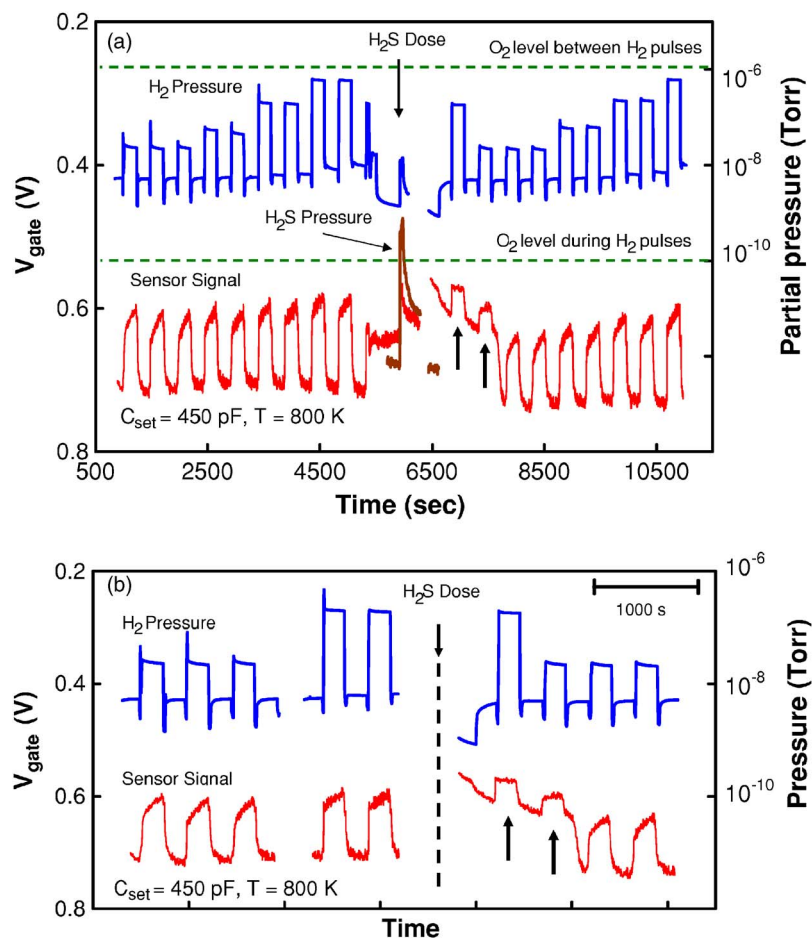 (a)
H2S Dose
O2 level between H2 pulses
H2 Pressure
H2S Pressure
O2 level during H2 pulses
Sensor Signal
Cset = 450 pF, T = 800 K
0.2
0.4
0.6
0.8
Vgate (V)
10-6
10-8
10-10
Partial pressure (Torr)
500
2500
4500
6500
8500
10500
Time (sec)
(b)
H2S Dose
1000 s
H2 Pressure
Sensor Signal
Cset = 450 pF, T = 800 K
0.2
0.4
0.6
0.8
Vgate (V)
10-6
10-8
10-10
Pressure (Torr)
Time